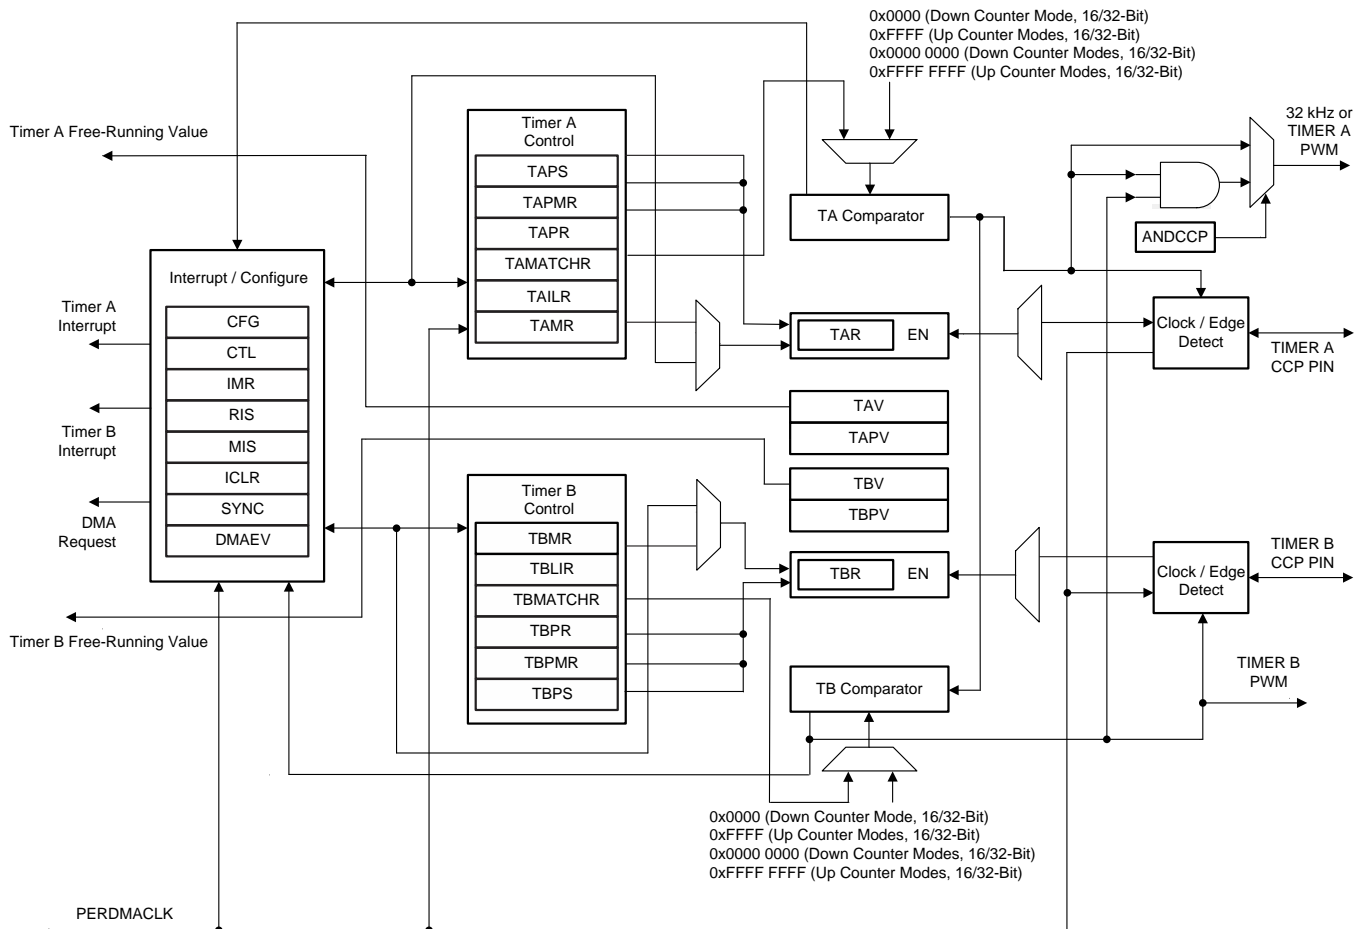 0x0000 (Down Counter Mode, 16/32-Bit)
0xFFFF (Up Counter Modes, 16/32-Bit)
0x0000 0000 (Down Counter Modes, 16/32-Bit)
0xFFFF FFFF (Up Counter Modes, 16/32-Bit)
Timer A Free-Running Value
Timer A
Control
TAPS
TAPMR
TAPR
TAMATCHR
TAILR
TAMR
32 kHz or
TIMER A
PWM
TA Comparator
ANDCCP
Interrupt / Configure
CFG
CTL
IMR
RIS
MIS
ICLR
SYNC
DMAEV
Timer A
Interrupt
Timer B
Interrupt
DMA
Request
TAR
EN
Clock / Edge
Detect
TIMER A
CCP PIN
TAV
TAPV
TBV
TBPV
Timer B
Control
TBMR
TBLIR
TBMATCHR
TBPR
TBPMR
TBPS
TBR
EN
Clock / Edge
Detect
TIMER B
CCP PIN
Timer B Free-Running Value
TB Comparator
TIMER B
PWM
0x0000 (Down Counter Mode, 16/32-Bit)
0xFFFF (Up Counter Modes, 16/32-Bit)
0x0000 0000 (Down Counter Modes, 16/32-Bit)
0xFFFF FFFF (Up Counter Modes, 16/32-Bit)
PERDMACLK